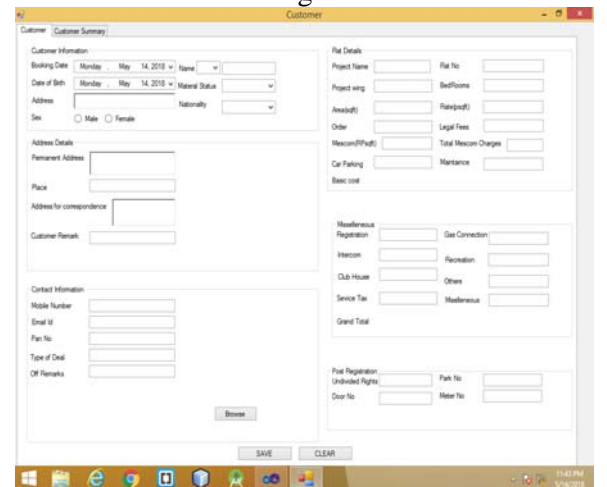 Customer
Customer Customer Summary
Customer Information
Booking Date Monday , May 14, 2018 Name
Date of Birth Monday , May 14, 2018 Materal Status
Address
Nationality
Sex Male Female
Address Details
Permanent Address
Place
Address for correspondence
Customer Remark
Contact Information
Mobile Number
Email Id
Pan No
Type of Deal
Off Remarks
Browse
Flat Details
Project Name Flat No
Project wing BedRooms
Area(sqft) Rate(psqft)
Order Legal Fees
Mescom(RPsqft) Total Mescom Charges
Car Parking Maintaince
Basic cost
Miselleneous
Registration Gas Connection
Intercom Recreation
Club House Others
Sevice Tax Miselleneous
Grand Total
Post Registration
Undivided Rights Park No
Door No Meter No
SAVE CLEAR
11:43 PM
5/14/2018